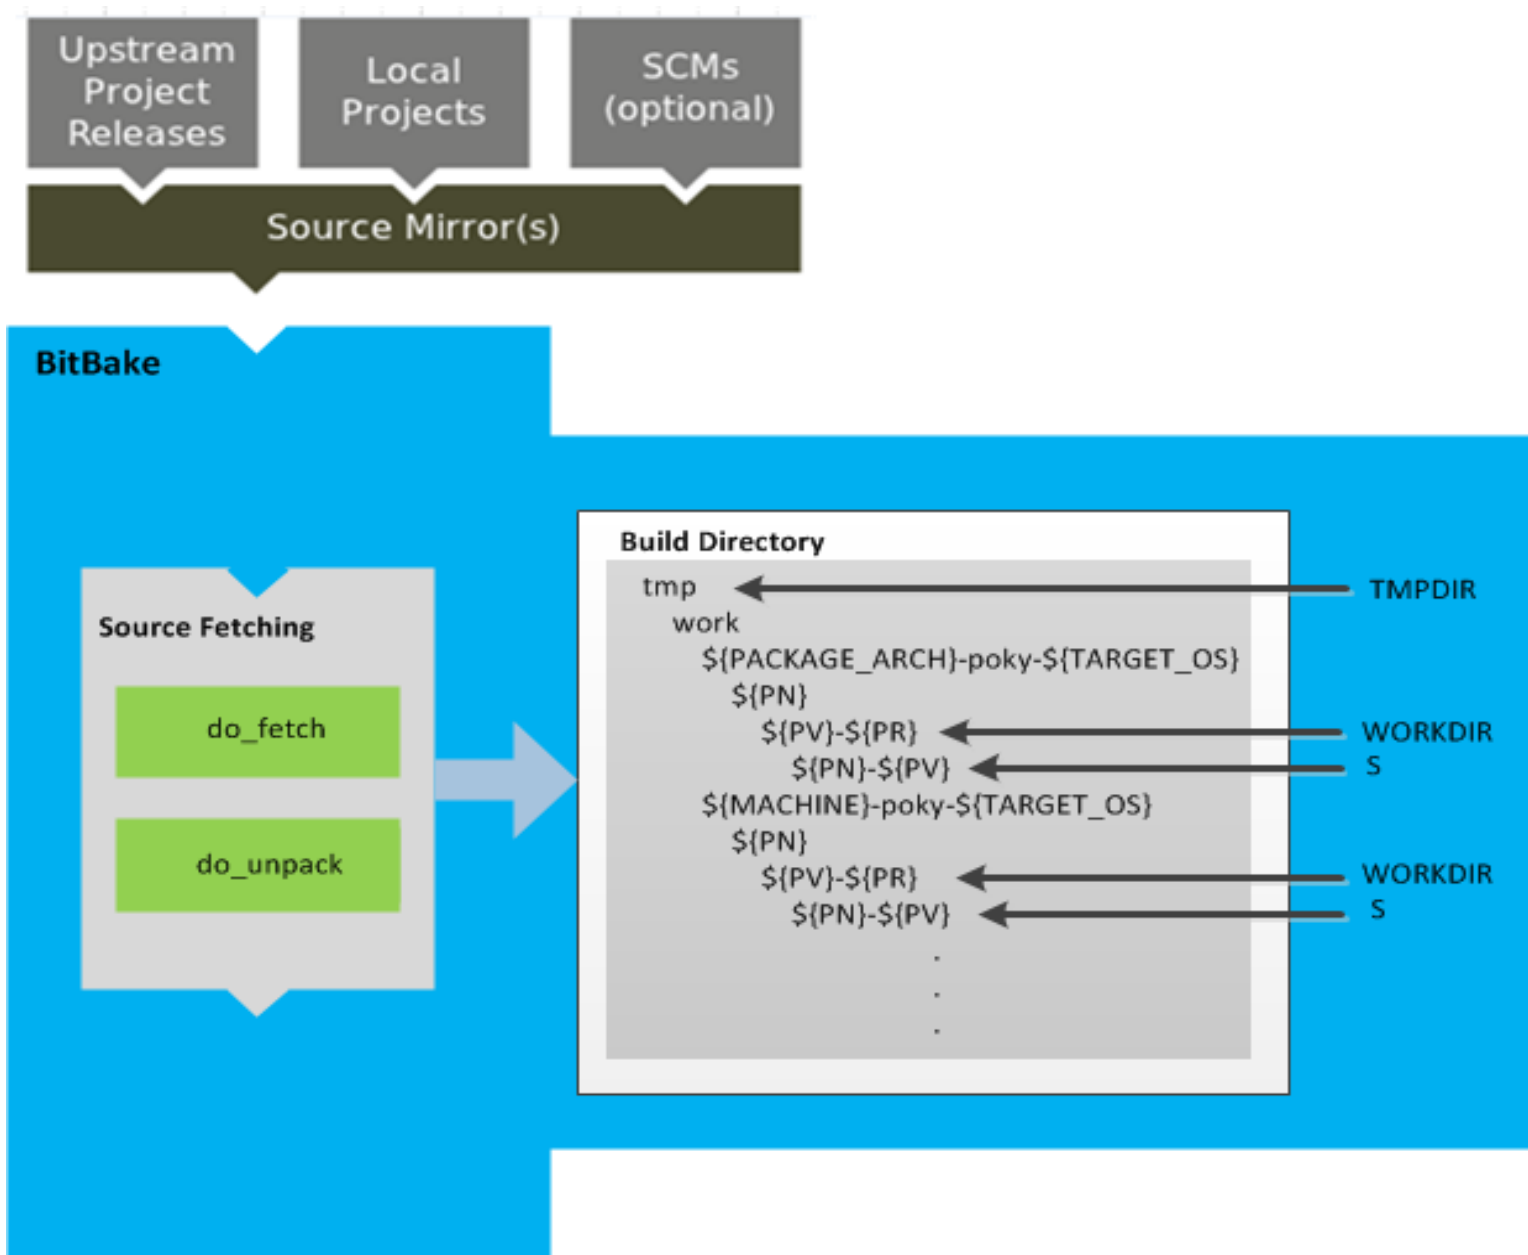 Upstream
Project
Releases
Local
Projects
SCMs
(optional)
Source Mirror(s)
BitBake
Source Fetching
do_fetch
do_unpack
Build Directory
tmp
TMPDIR
work
${PACKAGE_ARCH}-poky-${TARGET_OS}
${PN}
${PV}-${PR}
WORKDIR
${PN}-${PV}
S
${MACHINE}-poky-${TARGET_OS}
${PN}
${PV}-${PR}
WORKDIR
${PN}-${PV}
S
.
.
.